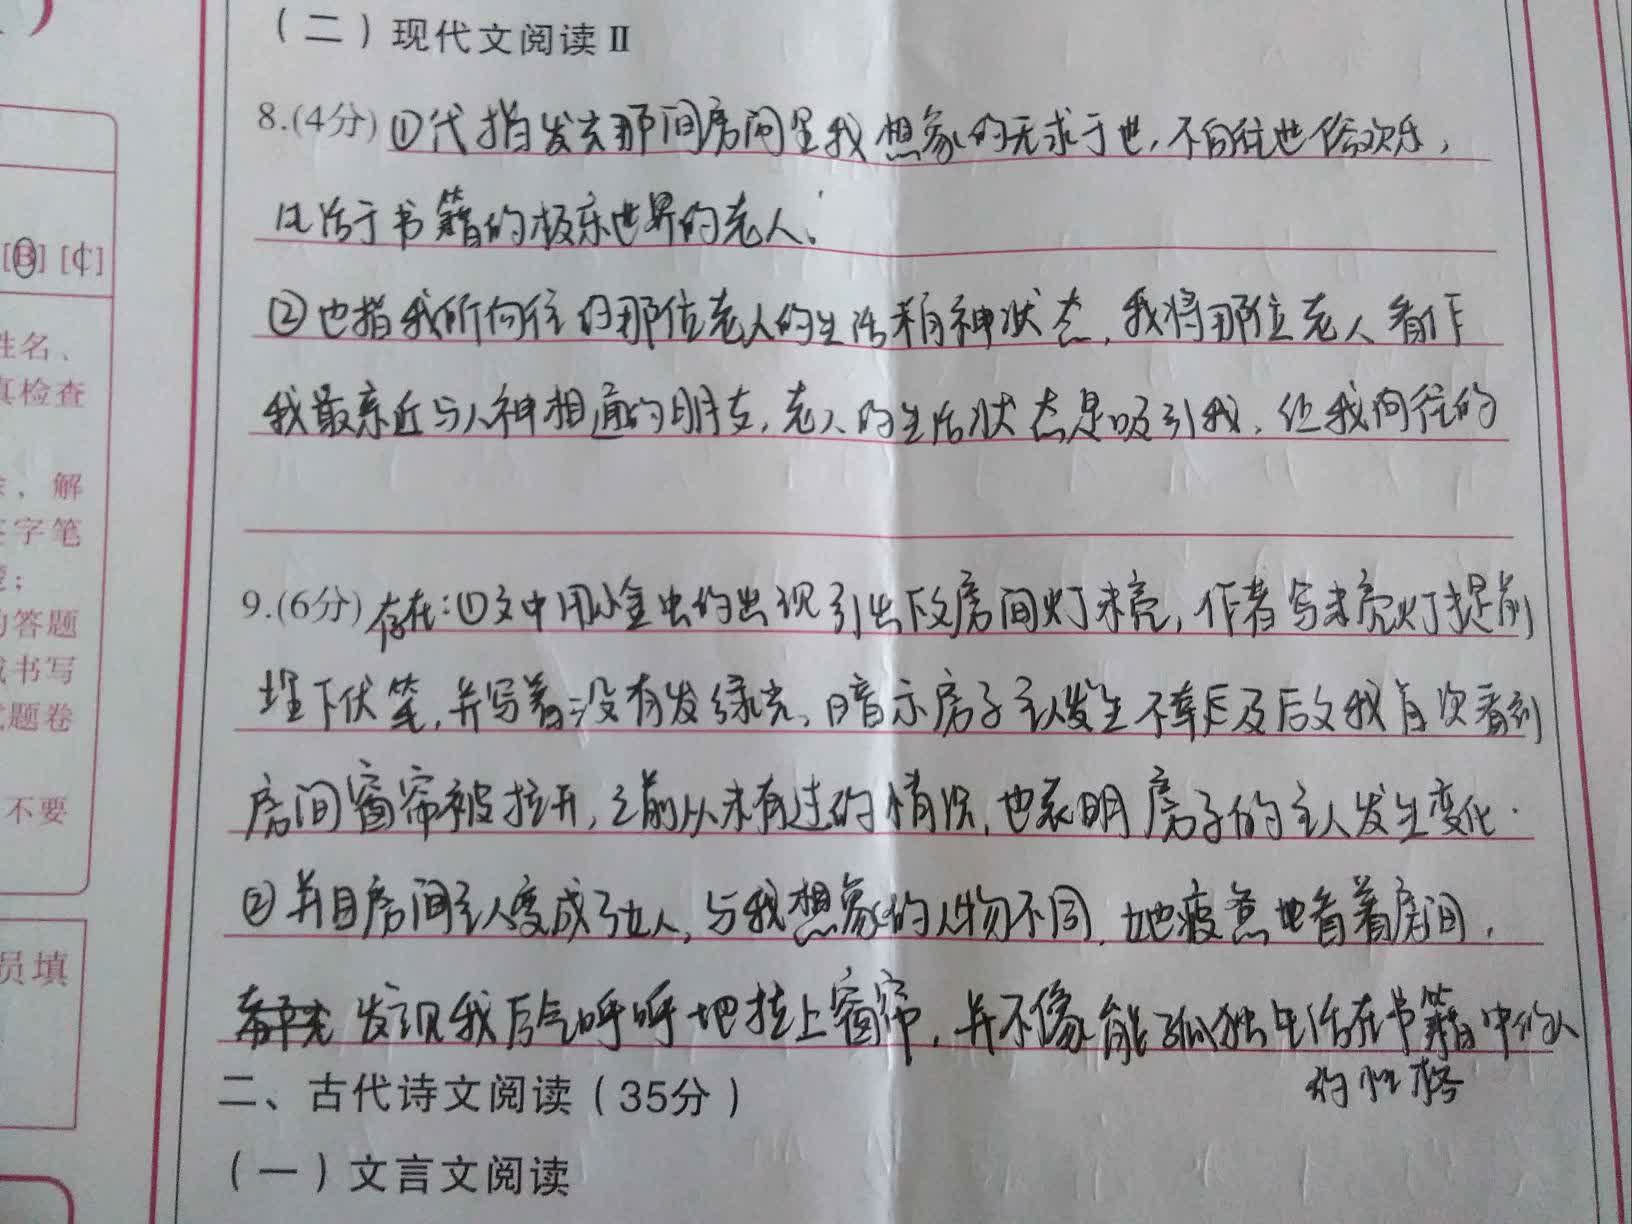 （二）现代文阅读Ⅱ
8.(4分)①代指发亮那间房间里我想象的无求于世，不向往世俗欢乐，
只活于书籍的极乐世界的老人。
[B] [C]
②也指我所向往的那位老人的生活精神状态，我将那位老人看作
姓名、
真检查
我最亲近与人神相通的朋友，老人的生活状态是吸引我，让我向往的
、解
字笔
9.(6分)存在：①文中用小金虫的出现引出下文房间灯未亮，作者写未亮灯提前
的答题
书写
埋下伏笔，并写着没有发绿光，暗示房子主人发生不幸后及后文我再次看到
题卷
房间窗帘被拉开，之前从未有过的情况，也表明房子的主人发生变化.
不要
②并且房间主人变成了女人，与我想象的人物不同，她疲惫地看着房间，
员填
发现我后气呼呼地拉上窗帘，并不像能孤独生活在书籍中的人
的性格
二、古代诗文阅读（35分）
（一）文言文阅读